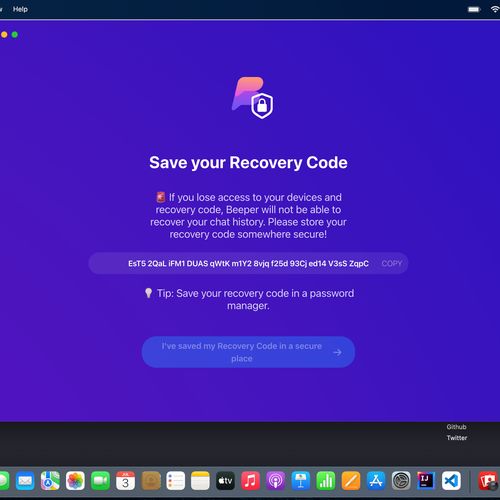 Help
Save your Recovery Code
🚨 If you lose access to your devices and
recovery code, Beeper will not be able to
recover your chat history. Please store your
recovery code somewhere secure!
EsT5 2QaL iFM1 DUAS qWtK m1Y2 8vjq f25d 93Cj ed14 V3sS ZqpC COPY
💡 Tip: Save your recovery code in a password
manager.
I've saved my Recovery Code in a secure
place →
Github
Twitter
3
tv